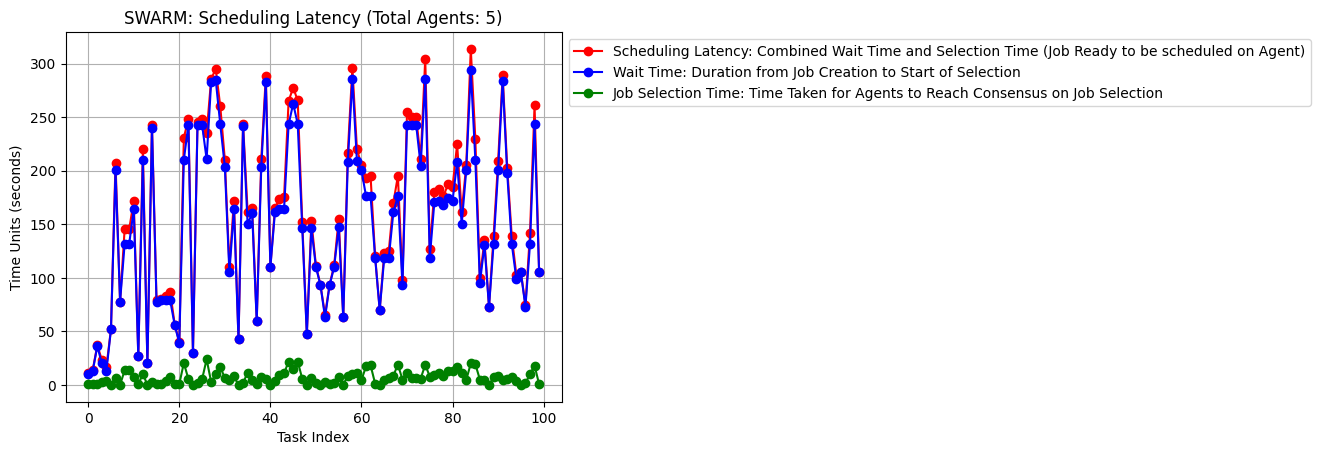 SWARM: Scheduling Latency (Total Agents: 5)
Scheduling Latency: Combined Wait Time and Selection Time (Job Ready to be scheduled on Agent)
Wait Time: Duration from Job Creation to Start of Selection
Job Selection Time: Time Taken for Agents to Reach Consensus on Job Selection
Time Units (seconds)
300
250
200
150
100
50
0
0 20 40 60 80 100
Task Index